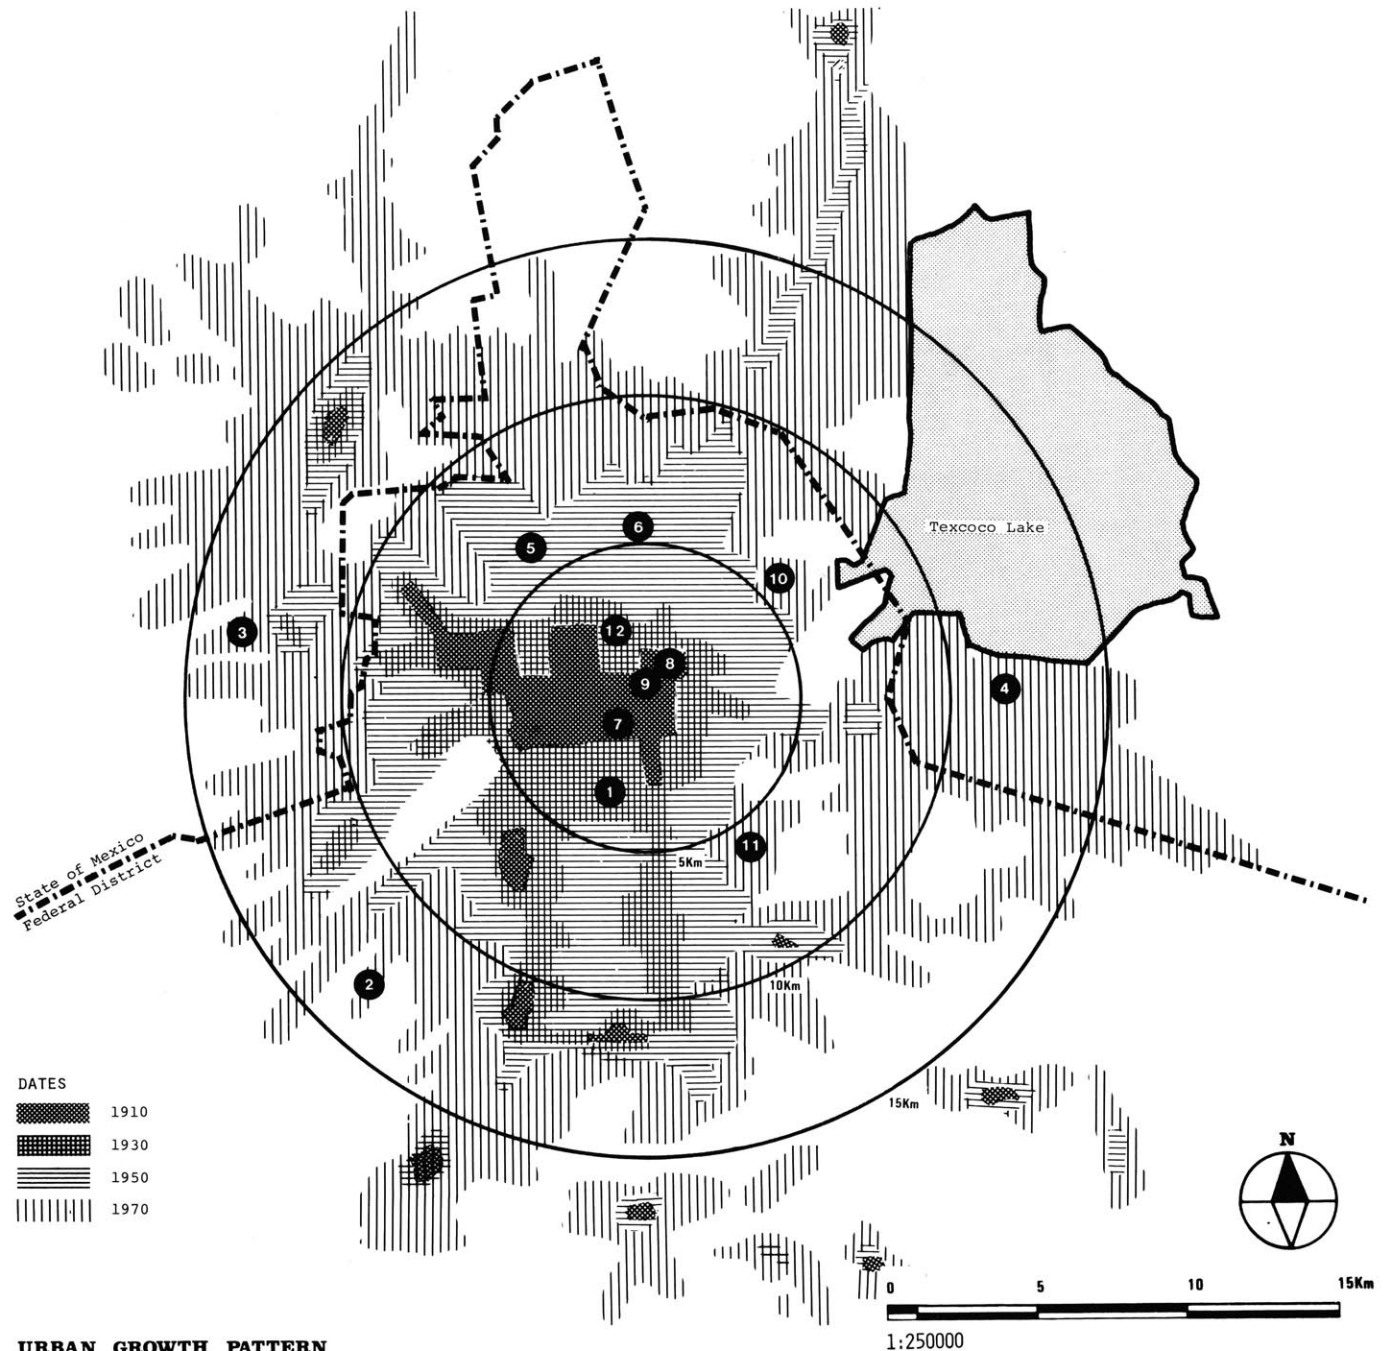 6
5
Texcoco Lake
10
12
3
8
9
4
7
1
State of Mexico
Federal District
11
5Km
2
10Km
DATES
15Km
1910
1930
N
1950
1970
0 5 10 15Km
URBAN GROWTH PATTERN
1:250000